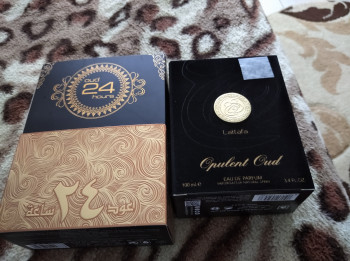 oud
24
hours
عود ٢٤
ساعة
Lattafa
Opulent Oud
EAU DE PARFUM
100 ml e
3.4 FL.OZ.